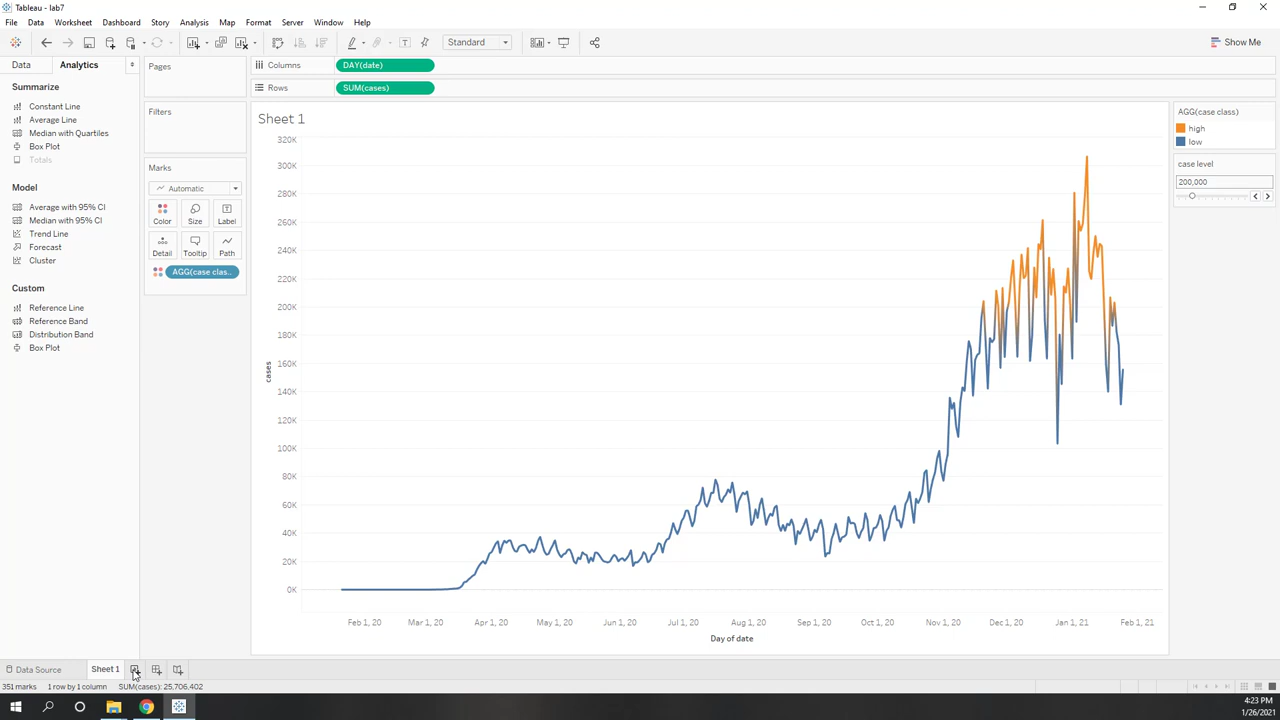 Tableau - lab7
File Data Worksheet Dashboard Story Analysis Map Format Server Window Help
Standard
Show Me
Data Analytics
Summarize
Constant Line
Average Line
Median with Quartiles
Box Plot
Totals
Model
Average with 95% CI
Median with 95% CI
Trend Line
Forecast
Cluster
Custom
Reference Line
Reference Band
Distribution Band
Box Plot
Pages
Filters
Marks
Automatic
Color Size Label
Detail Tooltip Path
AGG(case clas..
Columns DAY(date)
Rows SUM(cases)
Sheet 1
320K
300K
280K
260K
240K
220K
200K
180K
160K
140K
120K
100K
80K
60K
40K
20K
0K
cases
Feb 1, 20 Mar 1, 20 Apr 1, 20 May 1, 20 Jun 1, 20 Jul 1, 20 Aug 1, 20 Sep 1, 20 Oct 1, 20 Nov 1, 20 Dec 1, 20 Jan 1, 21 Feb 1, 21
Day of date
AGG(case class)
high
low
case level
200,000
Data Source Sheet 1
351 marks 1 row by 1 column SUM(cases): 25,706,402
4:23 PM
1/26/2021